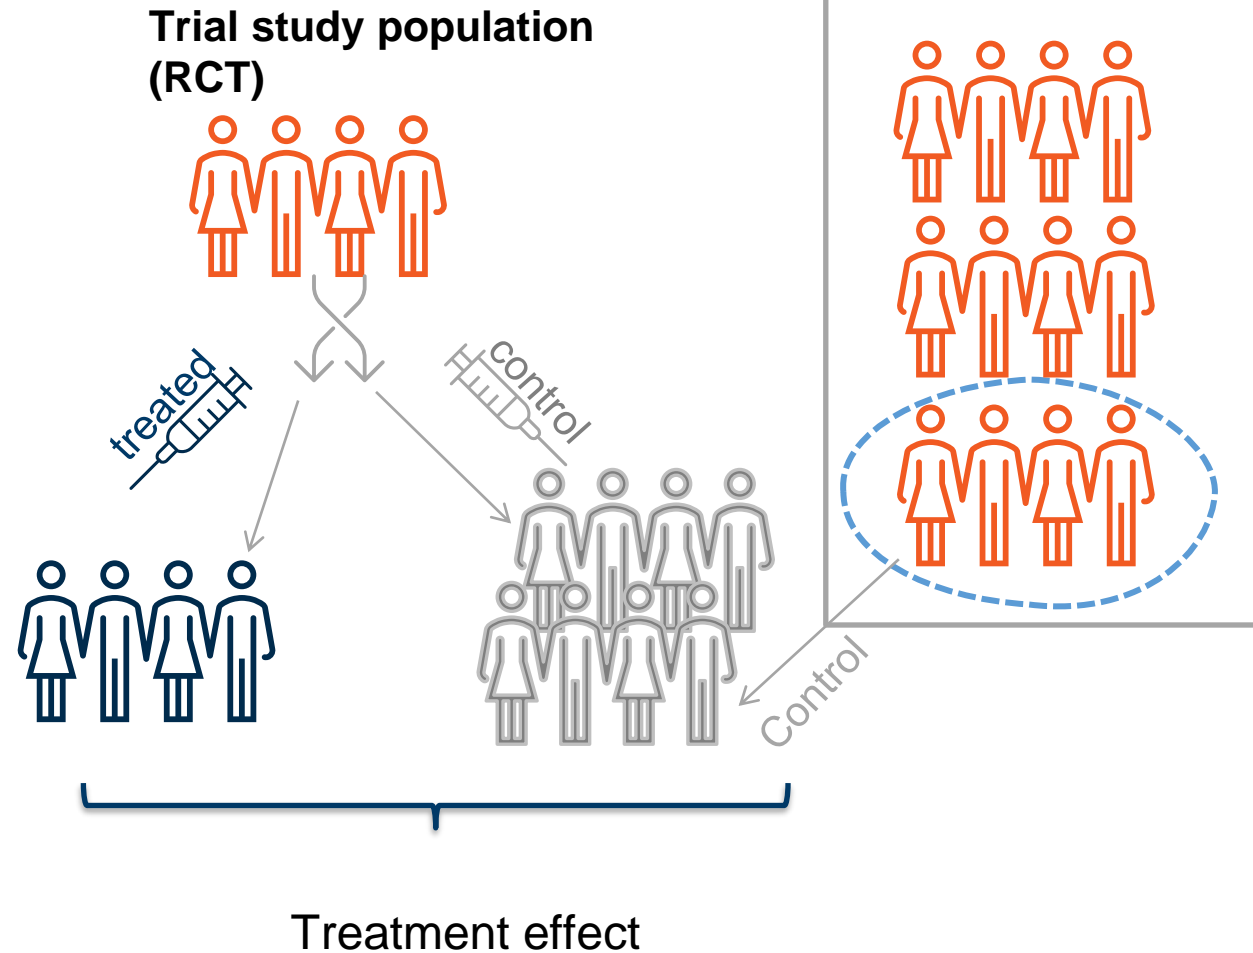 Trial study population
(RCT)
treated
control
Control
Treatment effect